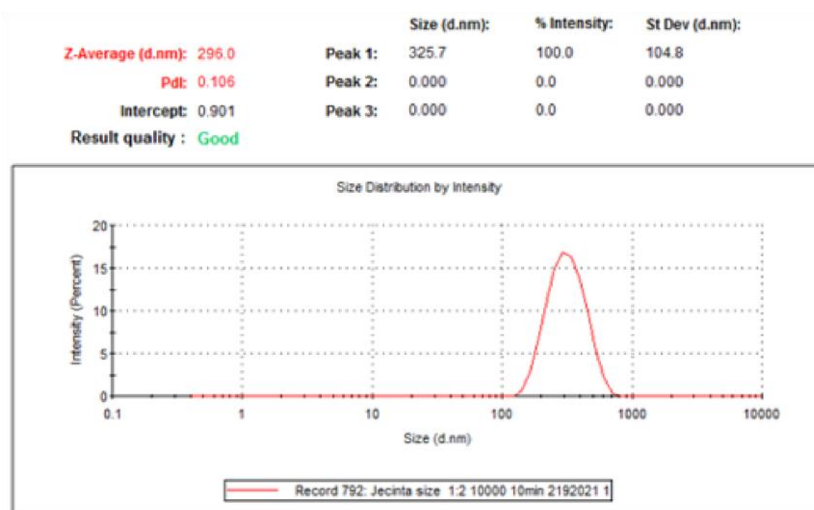 Size (d.nm): % Intensity: St Dev (d.nm):
Z-Average (d.nm): 296.0 Peak 1: 325.7 100.0 104.8
PdI: 0.106 Peak 2: 0.000 0.0 0.000
Intercept: 0.901 Peak 3: 0.000 0.0 0.000
Result quality : Good
Size Distribution by Intensity
Intensity (Percent)
20
15
10
5
0
0.1 1 10 100 1000 10000
Size (d.nm)
Record 792: Jecinta size 1:2 10000 10min 2192021 1